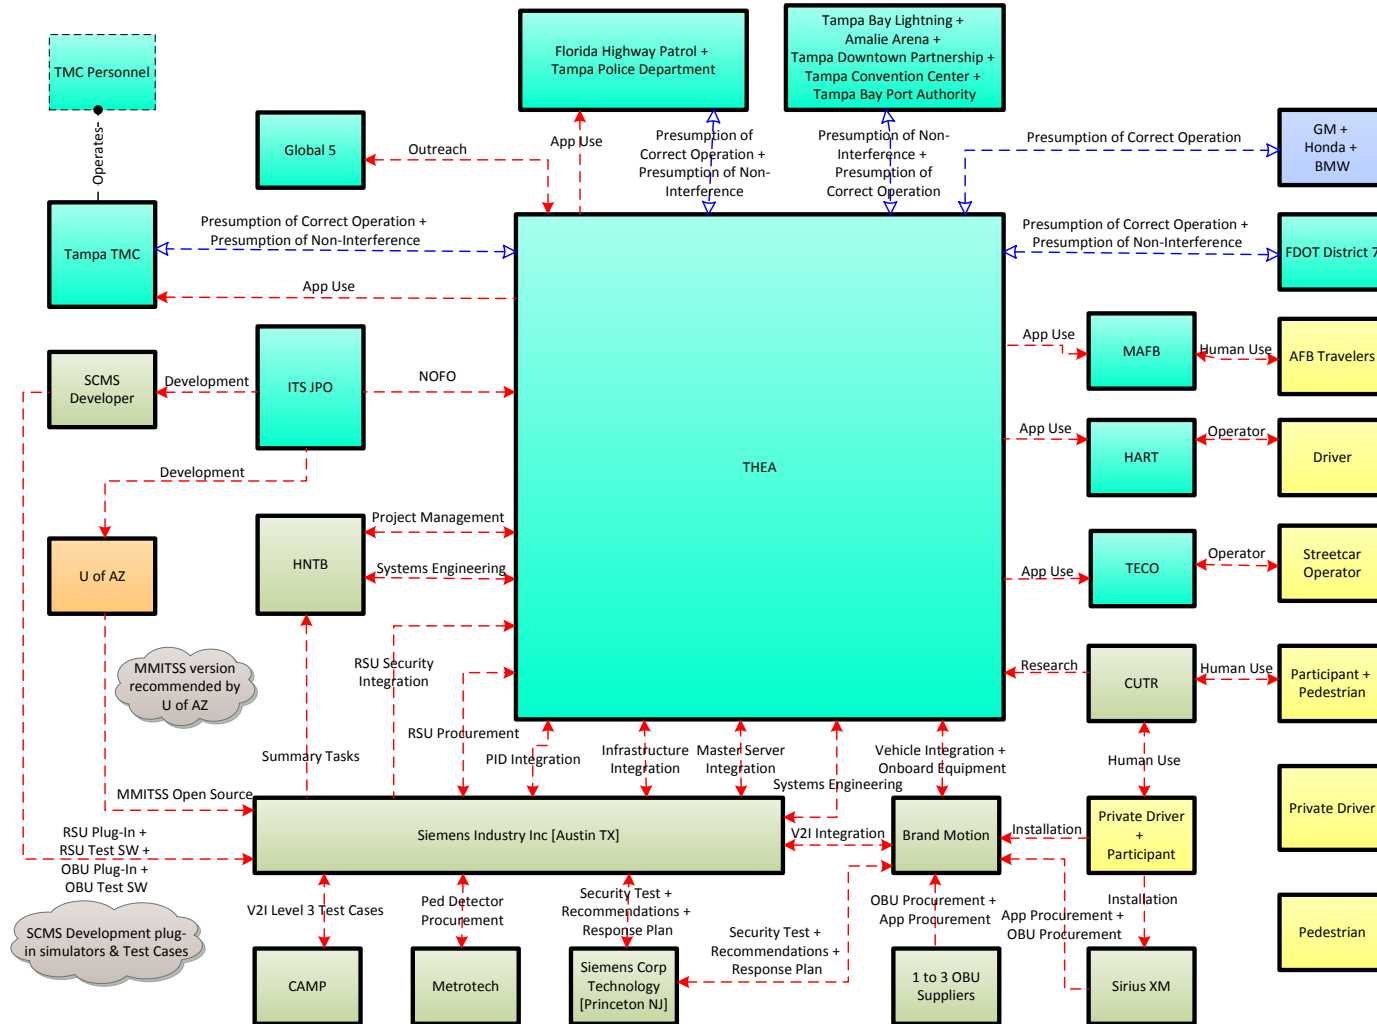 Tampa Bay Lightning +
Amalie Arena +
Tampa Downtown Partnership +
Tampa Convention Center +
Tampa Bay Port Authority
Florida Highway Patrol +
Tampa Police Department
TMC Personnel
Operates
Global 5
Outreach
App Use
Presumption of
Correct Operation +
Presumption of Non-
Interference
Presumption of Non-
Interference +
Presumption of
Correct Operation
Presumption of Correct Operation
GM +
Honda +
BMW
Tampa TMC
Presumption of Correct Operation +
Presumption of Non-Interference
App Use
Presumption of Correct Operation +
Presumption of Non-Interference
FDOT District 7
SCMS
Developer
Development
ITS JPO
NOFO
THEA
App Use
MAFB
Human Use
AFB Travelers
App Use
HART
Operator
Driver
Development
U of AZ
HNTB
Project Management
Systems Engineering
App Use
TECO
Operator
Streetcar
Operator
MMITSS version
recommended by
U of AZ
RSU Security
Integration
Research
CUTR
Human Use
Participant +
Pedestrian
Summary Tasks
RSU Procurement
PID Integration
Infrastructure
Integration
Master Server
Integration
Systems Engineering
Vehicle Integration +
Onboard Equipment
Human Use
MMITSS Open Source
RSU Plug-In +
RSU Test SW +
OBU Plug-In +
OBU Test SW
Siemens Industry Inc [Austin TX]
V2I Integration
Brand Motion
Installation
Private Driver
+
Participant
Private Driver
SCMS Development plug-
in simulators & Test Cases
V2I Level 3 Test Cases
Ped Detector
Procurement
Security Test +
Recommendations +
Response Plan
Security Test +
Recommendations +
Response Plan
OBU Procurement +
App Procurement
App Procurement +
OBU Procurement
Installation
Pedestrian
CAMP
Metrotech
Siemens Corp
Technology
[Princeton NJ]
1 to 3 OBU
Suppliers
Sirius XM